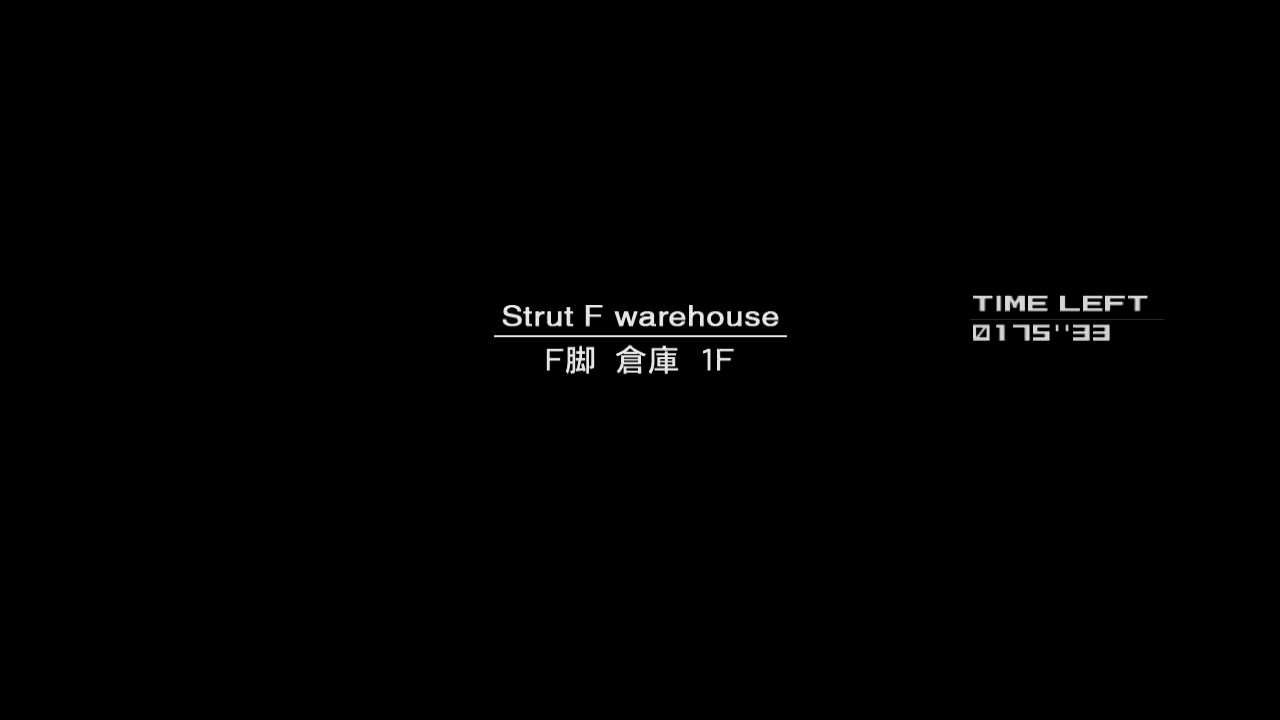 Strut F warehouse
F脚 倉庫 1F
TIME LEFT
0175''33